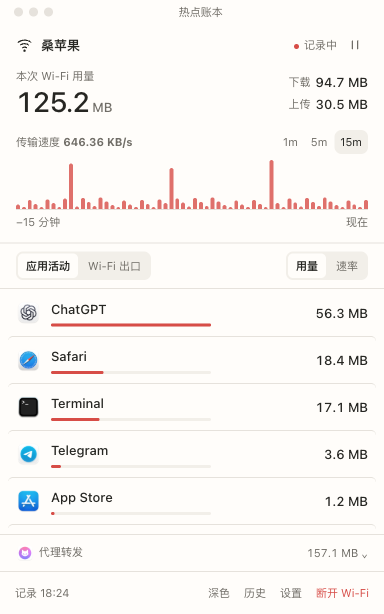 热点账本
桑苹果
记录中
本次 Wi-Fi 用量
125.2 MB
下载 94.7 MB
上传 30.5 MB
传输速度 646.36 KB/s
1m 5m 15m
−15 分钟 现在
应用活动 Wi-Fi 出口 用量 速率
ChatGPT 56.3 MB
Safari 18.4 MB
Terminal 17.1 MB
Telegram 3.6 MB
App Store 1.2 MB
代理转发 157.1 MB
记录 18:24 深色 历史 设置 断开 Wi-Fi